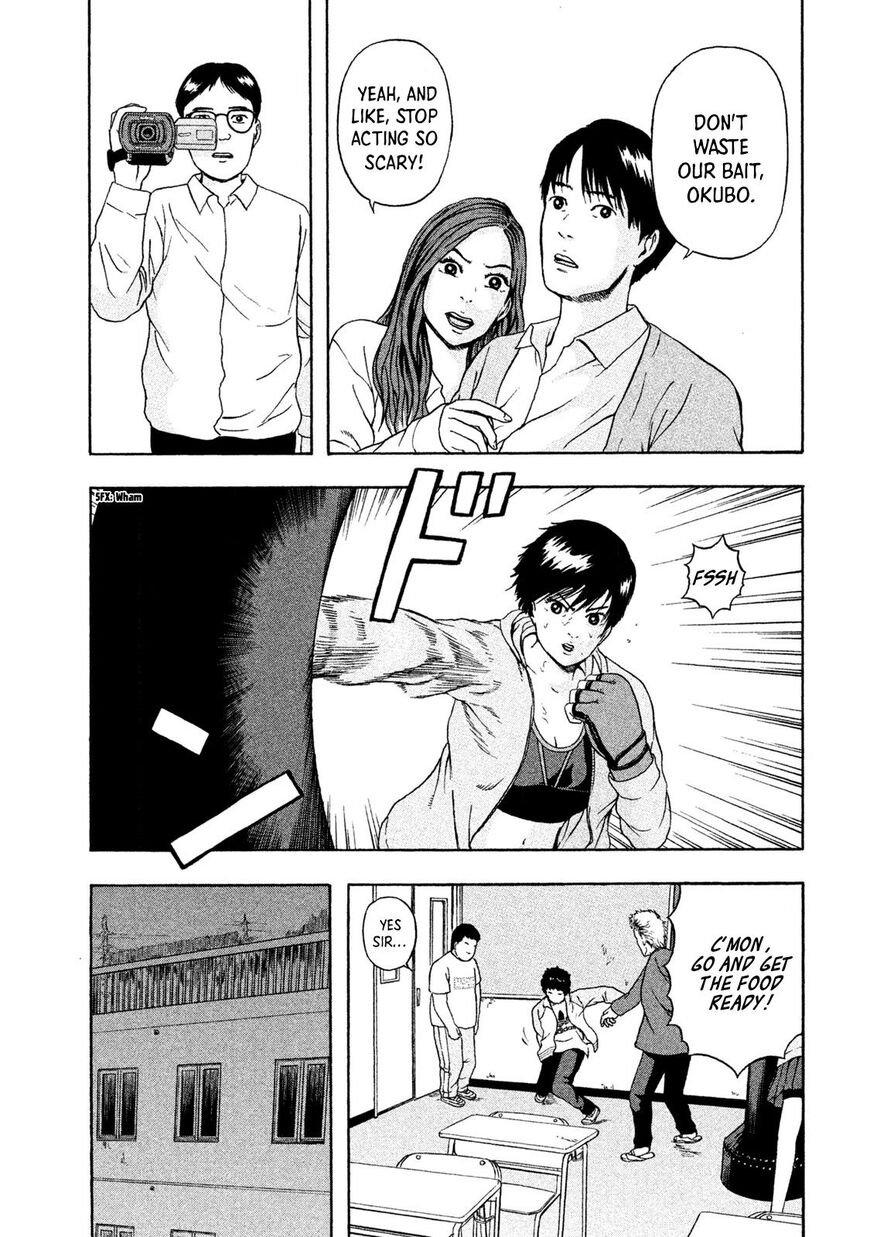 YEAH, AND
LIKE, STOP
ACTING SO
SCARY!
DON'T
WASTE
OUR BAIT,
OKUBO.
SFX: Wham
ド
ッ
FSSH
YES
SIR...
C'MON,
GO AND GET
THE FOOD
READY!